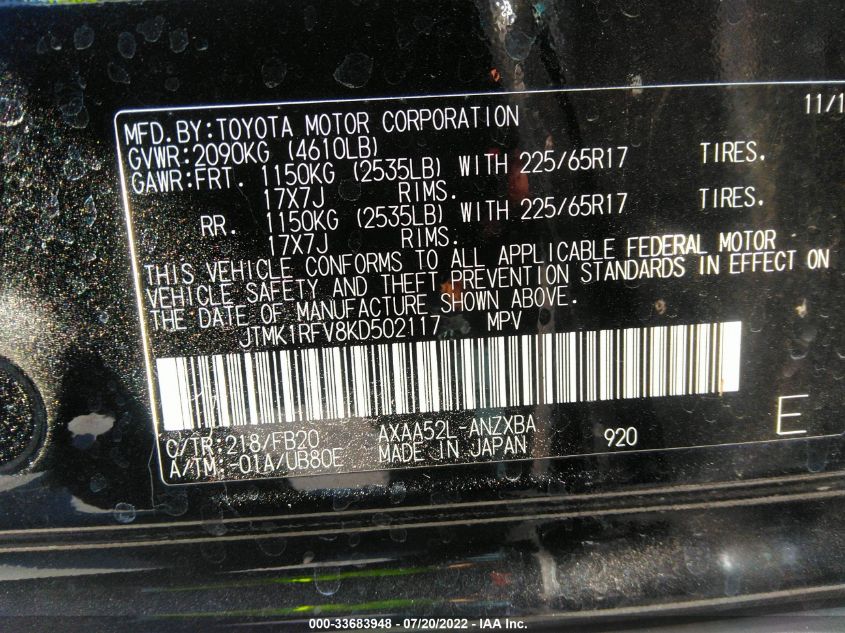 11/1
MFD.BY:TOYOTA MOTOR CORPORATION
GVWR:2090KG (4610LB)
GAWR:FRT. 1150KG (2535LB) WITH 225/65R17 TIRES.
17X7J RIMS.
RR. 1150KG (2535LB) WITH 225/65R17 TIRES.
17X7J RIMS.
THIS VEHICLE CONFORMS TO ALL APPLICABLE FEDERAL MOTOR
VEHICLE SAFETY AND THEFT PREVENTION STANDARDS IN EFFECT ON
THE DATE OF MANUFACTURE SHOWN ABOVE.
JTMK1RFV8KD502117 MPV
C/TR 218/FB20 AXAA52L-ANZXBA 920 E
A/TM -01A/UB80E MADE IN JAPAN
000-33683948 - 07/20/2022 - IAA Inc.